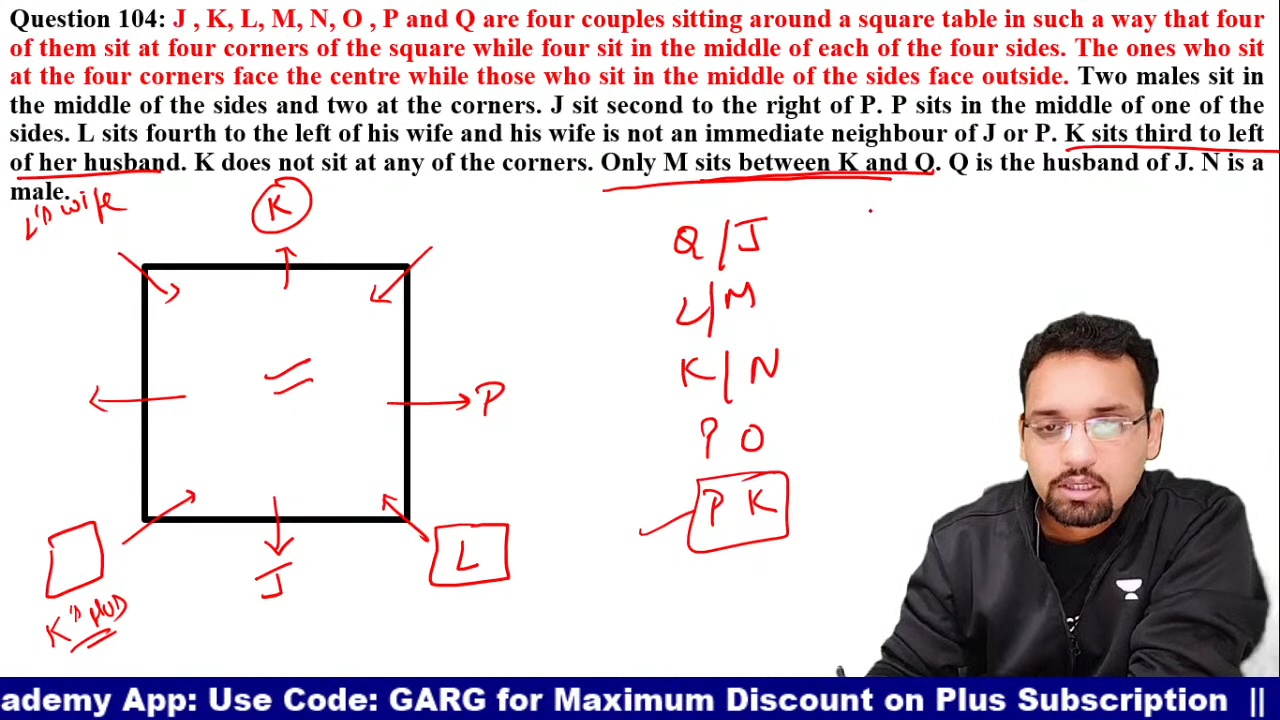 Question 104: J , K, L, M, N, O , P and Q are four couples sitting around a square table in such a way that four
of them sit at four corners of the square while four sit in the middle of each of the four sides. The ones who sit
at the four corners face the centre while those who sit in the middle of the sides face outside. Two males sit in
the middle of the sides and two at the corners. J sit second to the right of P. P sits in the middle of one of the
sides. L sits fourth to the left of his wife and his wife is not an immediate neighbour of J or P. K sits third to left
of her husband. K does not sit at any of the corners. Only M sits between K and Q. Q is the husband of J. N is a
male.
L'D wife
K
Q / J
L / M
K / N
P
P O
P K
L
J
K'D HUD
ademy App: Use Code: GARG for Maximum Discount on Plus Subscription ||